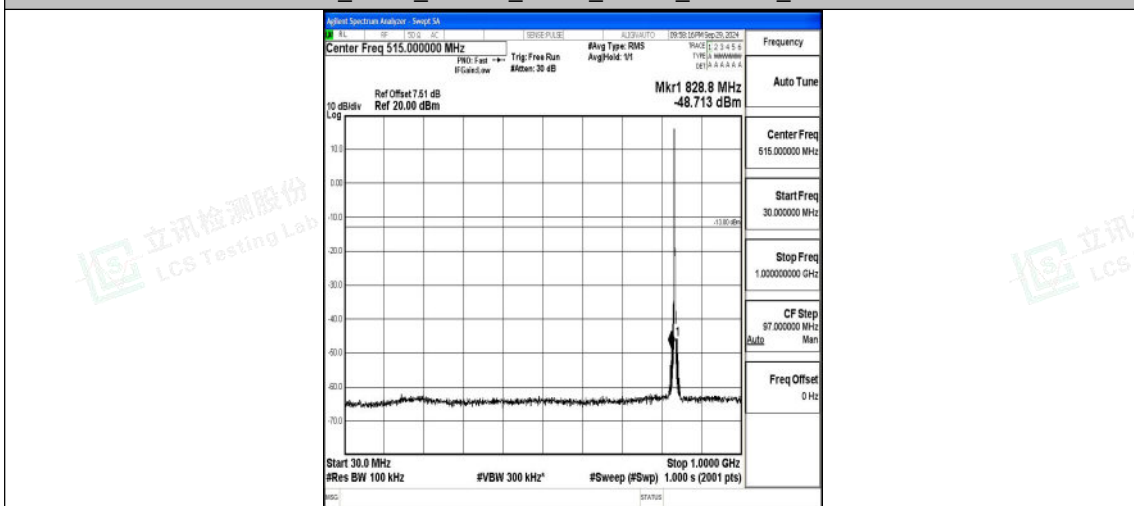 Agilent Spectrum Analyzer - Swept SA
RL RF 50 Ω AC SENSE:PULSE ALIGNAUTO 09:58:16PM Sep 29, 2024
Center Freq 515.000000 MHz
PNO: Fast
IFGain:Low
Trig: Free Run
#Atten: 30 dB
#Avg Type: RMS
Avg|Hold: 1/1
TRACE 1 2 3 4 5 6
TYPE
DET A A A A A A
Frequency
Auto Tune
Mkr1 828.8 MHz
-48.713 dBm
Ref Offset 7.51 dB
10 dB/div Ref 20.00 dBm
Log
10.0
0.00
-10.0
-13.00 dBm
-20.0
-30.0
-40.0
1
-50.0
-60.0
-70.0
Center Freq
515.000000 MHz
Start Freq
30.000000 MHz
Stop Freq
1.000000000 GHz
CF Step
97.000000 MHz
Auto Man
Freq Offset
0 Hz
Start 30.0 MHz Stop 1.0000 GHz
#Res BW 100 kHz #VBW 300 kHz* #Sweep (#Swp) 1.000 s (2001 pts)
MSG STATUS
立讯检测股份
LCS Testing Lab
立讯
LCS